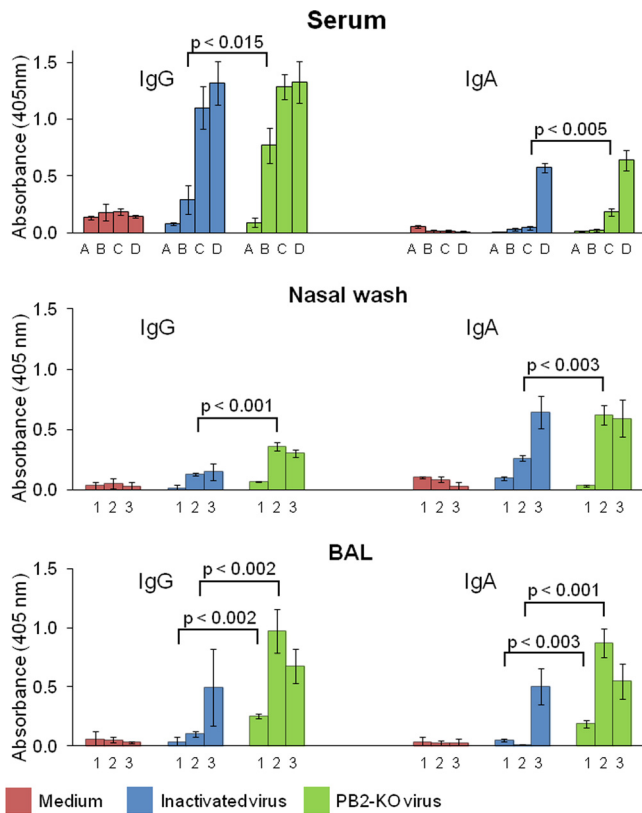 Serum
Absorbance (405nm)
1.5
1.0
0.5
0.0
IgG
p < 0.015
IgA
p < 0.005
A B C D A B C D A B C D A B C D A B C D A B C D
Nasal wash
Absorbance (405 nm)
1.5
1.0
0.5
0.0
IgG
p < 0.001
IgA
p < 0.003
1 2 3 1 2 3 1 2 3 1 2 3 1 2 3 1 2 3
BAL
Absorbance (405 nm)
1.5
1.0
0.5
0.0
IgG
p < 0.002
p < 0.002
IgA
p < 0.001
p < 0.003
1 2 3 1 2 3 1 2 3 1 2 3 1 2 3 1 2 3
Medium Inactivated virus PB2-KO virus